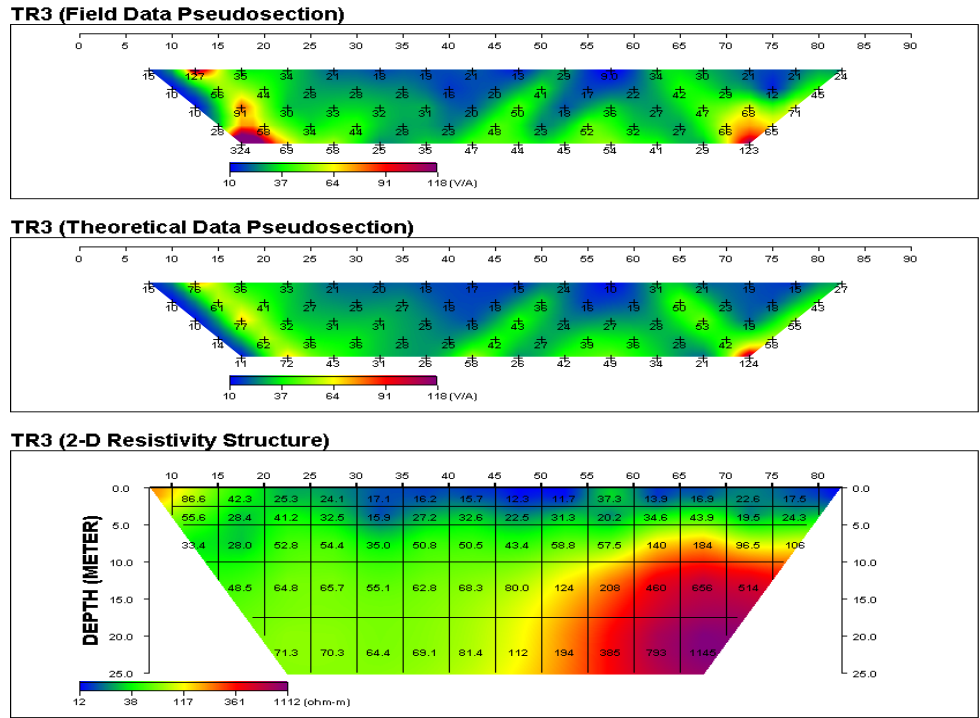 TR3 (Field Data Pseudosection)
0 5 10 15 20 25 30 35 40 45 50 55 60 65 70 75 80 85 90
15 127 35 34 21 18 19 21 13 29 34 30 21 21 24
10 56 44 28 28 26 16 20 41 17 22 42 29 12 45
10 91 30 33 28 25 22 47 18 36 27 47 68 71
28 58 34 44 23 48 23 52 32 27 66 65
324 69 58 25 35 47 44 45 54 41 29 123
10 37 64 91 118 (V/A)
TR3 (Theoretical Data Pseudosection)
0 5 10 15 20 25 30 35 40 45 50 55 60 65 70 75 80 85 90
15 76 36 33 21 20 18 17 15 24 10 31 21 19 15 27
10 61 41 27 31 27 18 18 36 16 19 50 23 16 43
10 77 32 31 31 25 18 43 24 27 28 53 19 55
14 62 36 36 28 25 27 39 36 28 42 58
11 72 43 31 26 58 26 42 49 34 21 124
10 37 64 91 118 (V/A)
TR3 (2-D Resistivity Structure)
10 15 20 25 30 35 40 45 50 55 60 65 70 75 80
0.0 0.0
86.6 42.3 25.3 24.1 17.1 16.2 15.7 12.3 11.7 37.3 13.9 16.9 22.6 17.5
55.6 28.4 41.2 32.5 15.9 27.2 32.6 22.5 31.3 20.2 34.6 43.9 19.5 24.3
5.0 5.0
33.4 28.0 52.8 54.4 35.0 50.8 50.5 43.4 58.8 57.5 140 184 96.5 106
10.0 10.0
48.5 64.8 65.7 55.1 62.8 68.3 80.0 124 208 460 656 514
15.0 15.0
20.0 20.0
71.3 70.3 64.4 69.1 81.4 112 194 385 793 1145
25.0 25.0
DEPTH (METER)
12 38 117 361 1112 (ohm-m)